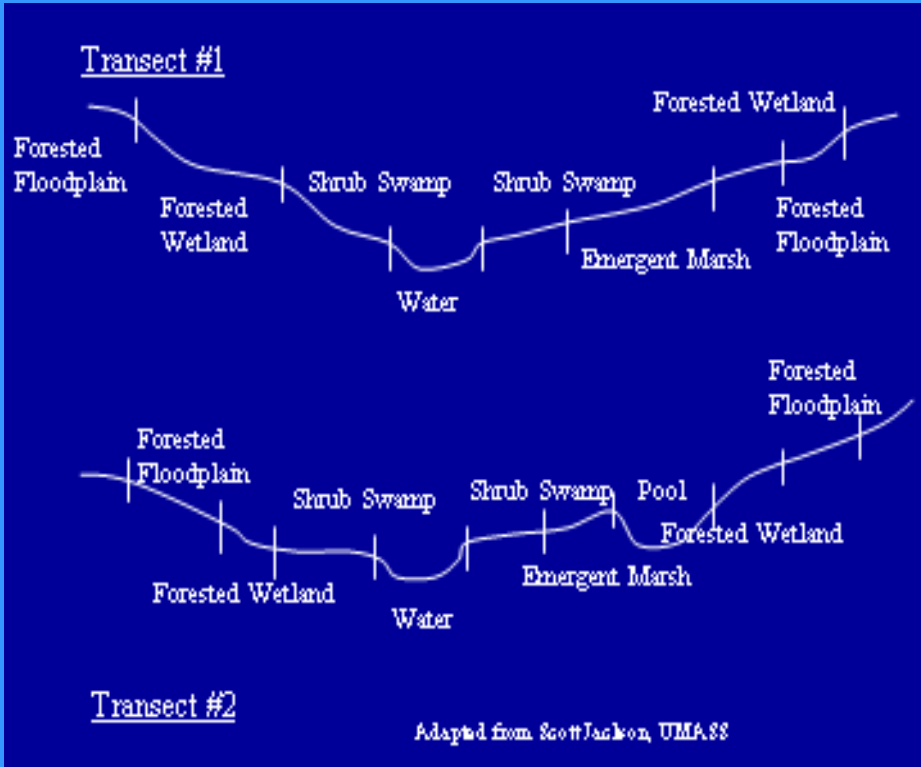 Transect #1
Forested Wetland
Forested
Floodplain
Shrub Swamp
Shrub Swamp
Forested
Wetland
Forested
Floodplain
Emergent Marsh
Water
Forested
Floodplain
Forested
Floodplain
Shrub Swamp
Shrub Swamp
Pool
Forested Wetland
Emergent Marsh
Forested Wetland
Water
Transect #2
Adapted from Scott Jackson, UMASS